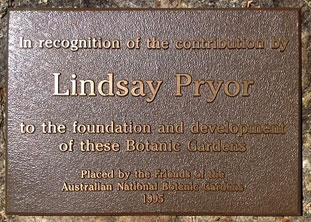 In recognition of the contribution by
Lindsay Pryor
to the foundation and development
of these Botanic Gardens
Placed by the Friends of the
Australian National Botanic Gardens
1995